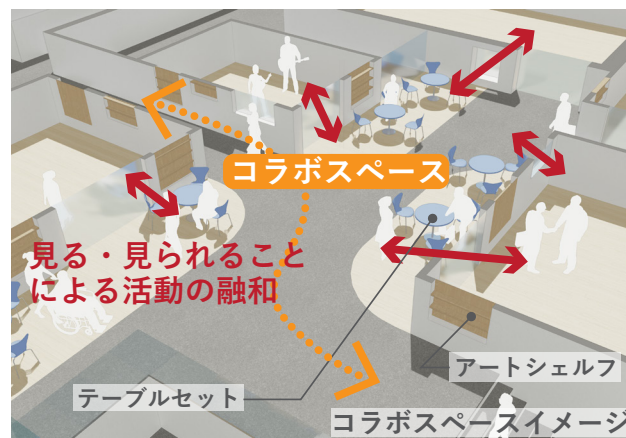 コラボスペース
見る・見られること
による活動の融和
アートシェルフ
テーブルセット
コラボスペースイメージ